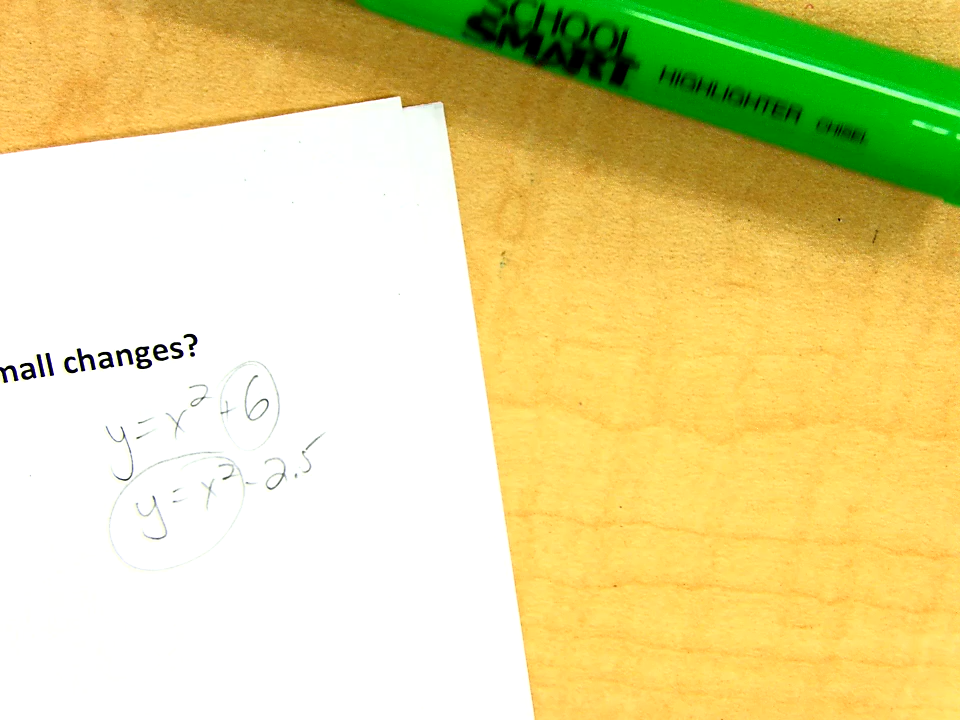 SCHOOL
SMART HIGHLIGHTER CHISEL
mall changes?
y=x²+6
y=x²-2.5